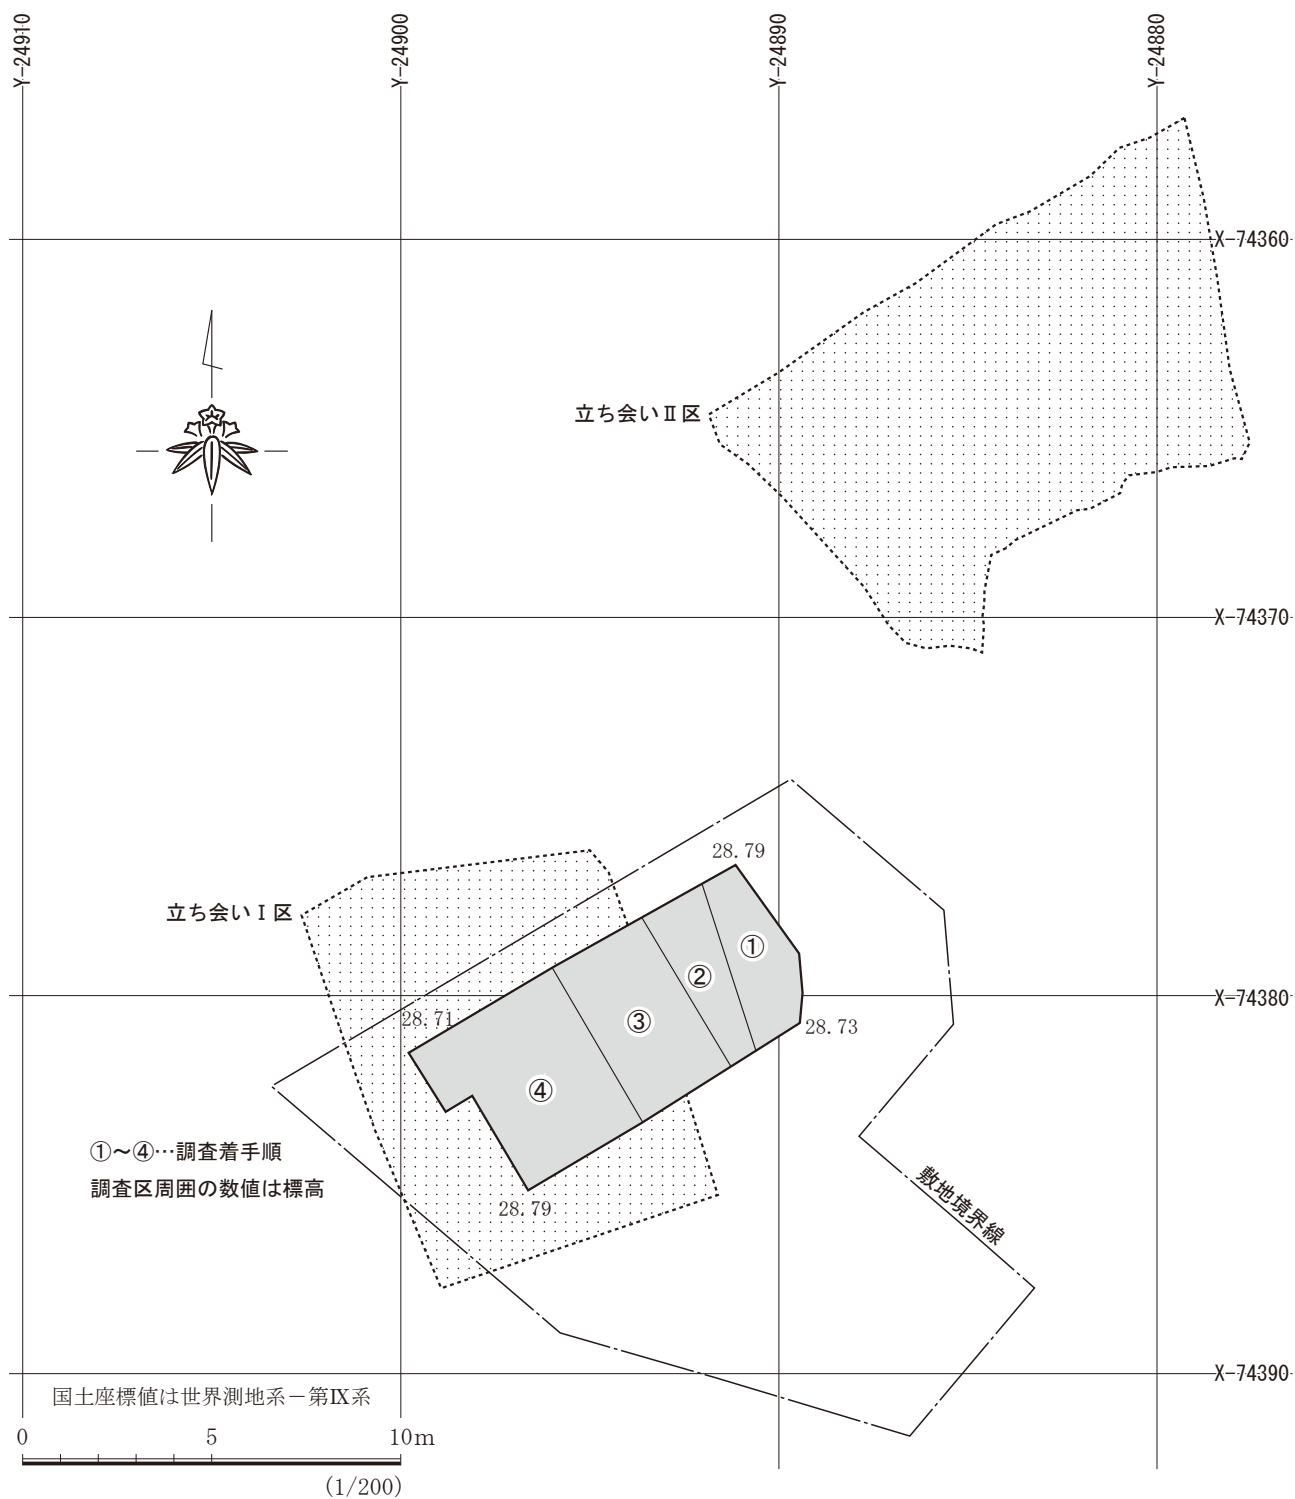 Y-24910
Y-24900
Y-24890
Y-24880
X-74360
立ち会いⅡ区
X-74370
28.79
立ち会いⅠ区
①
②
X-74380
28.71
③
28.73
④
①～④…調査着手順
調査区周囲の数値は標高
敷地境界線
28.79
X-74390
国土座標値は世界測地系－第Ⅸ系
0 5 10m
(1/200)